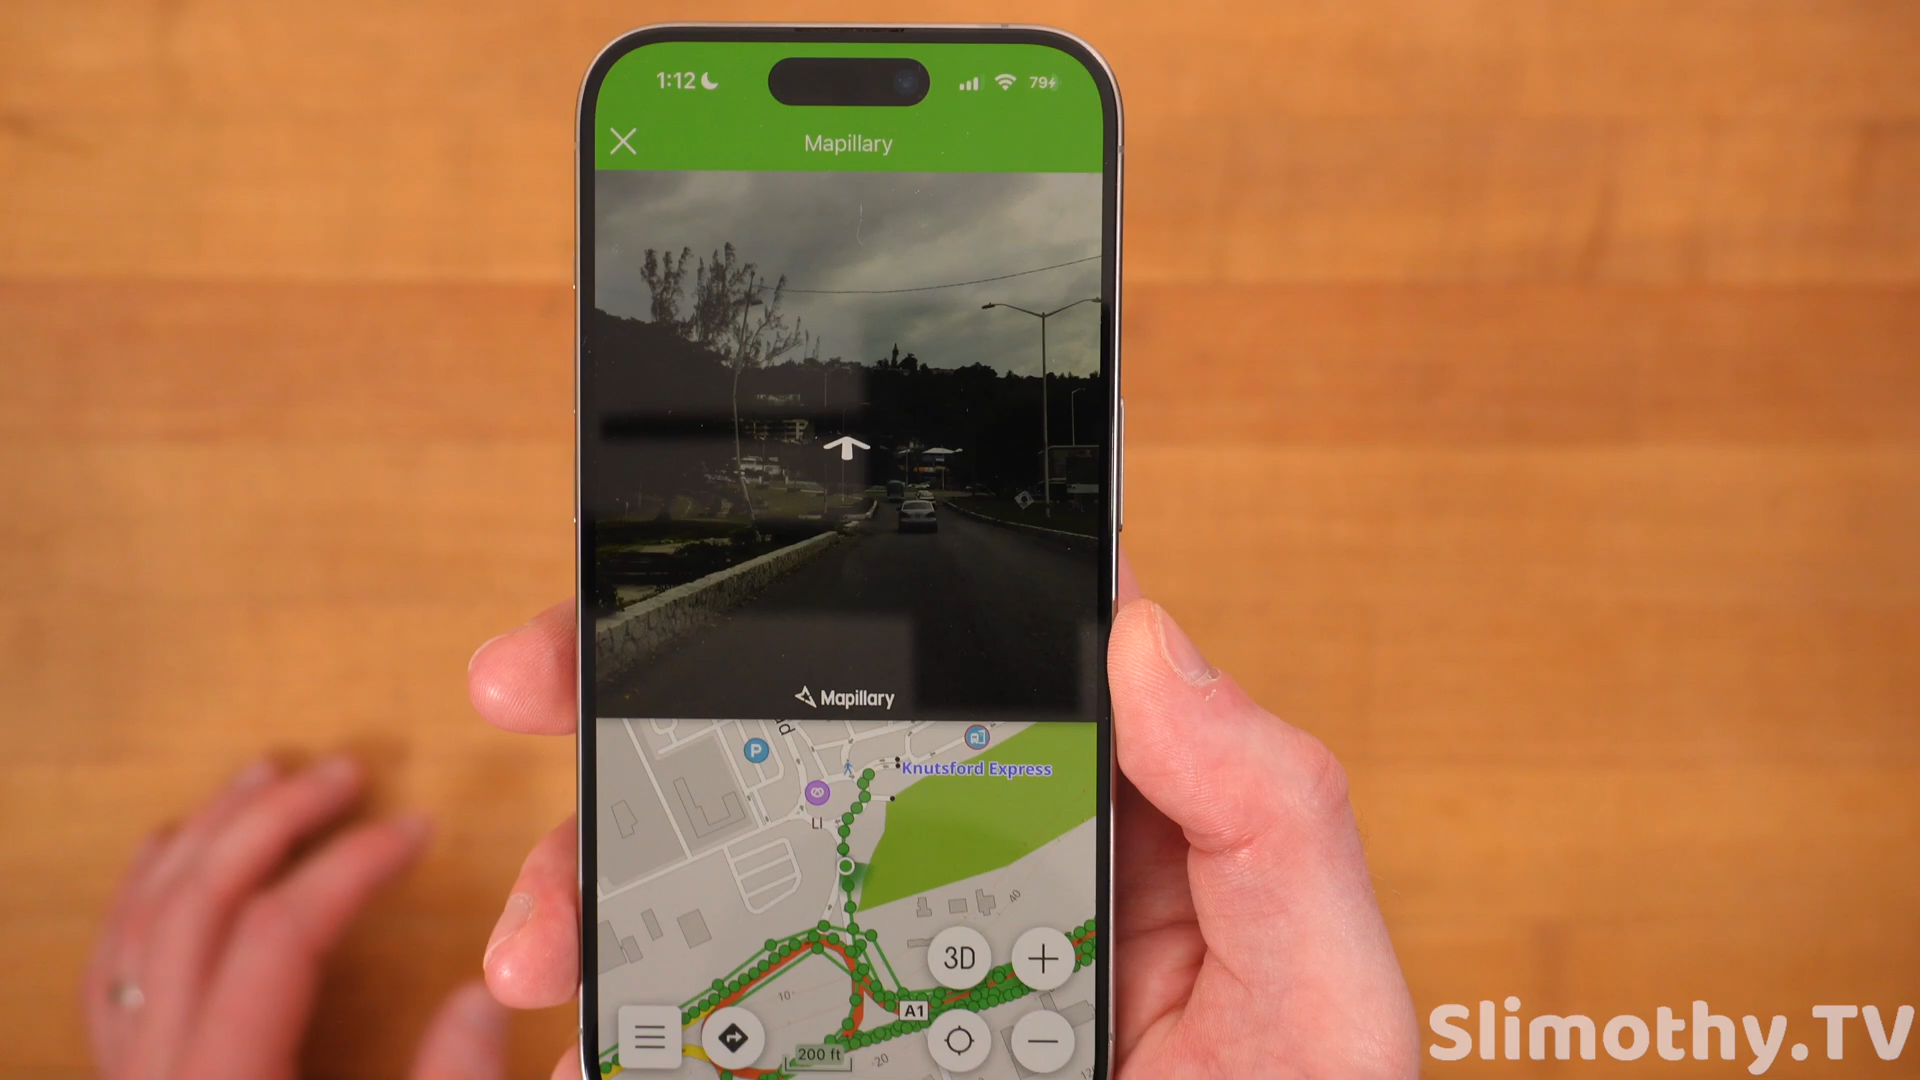 1:12
79
Mapillary
Mapillary
P
Knutsford Express
LI
40
3D
10
A1
200 ft
20
Slimothy.TV